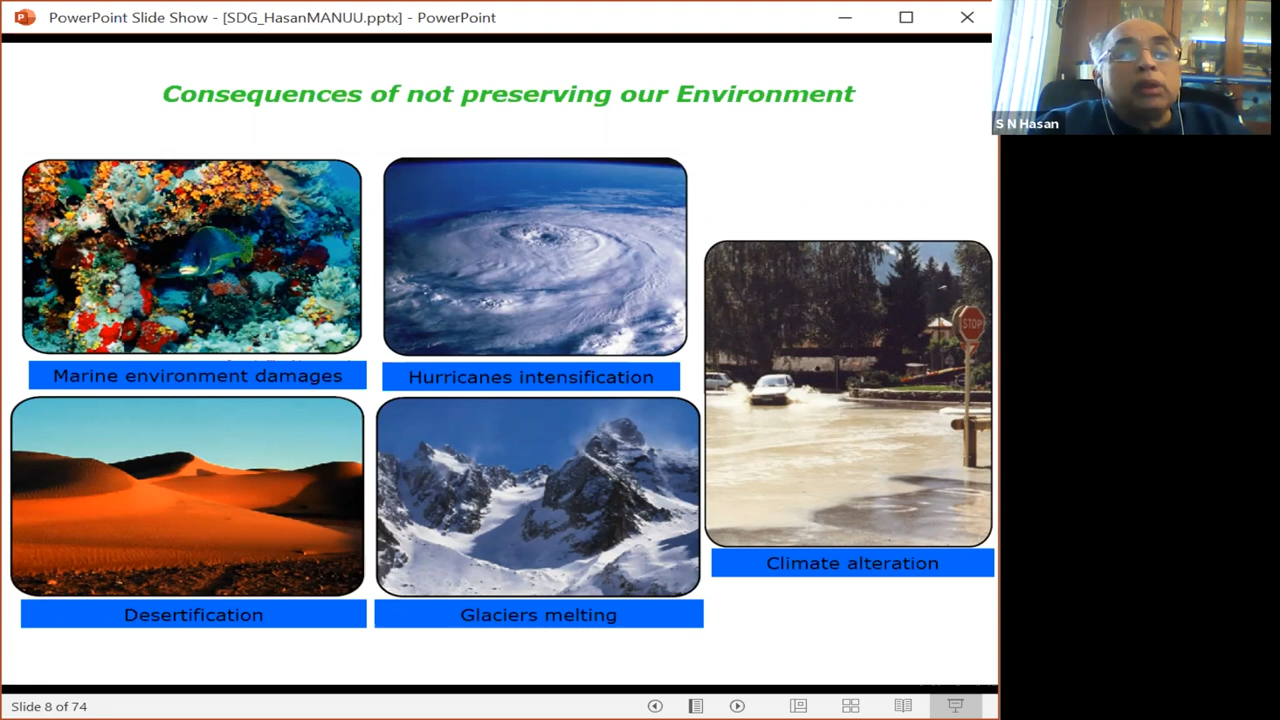 PowerPoint Slide Show - [SDG_HasanMANUU.pptx] - PowerPoint
S N Hasan
Consequences of not preserving our Environment
STOP
Marine environment damages
Hurricanes intensification
Climate alteration
Desertification
Glaciers melting
Slide 8 of 74